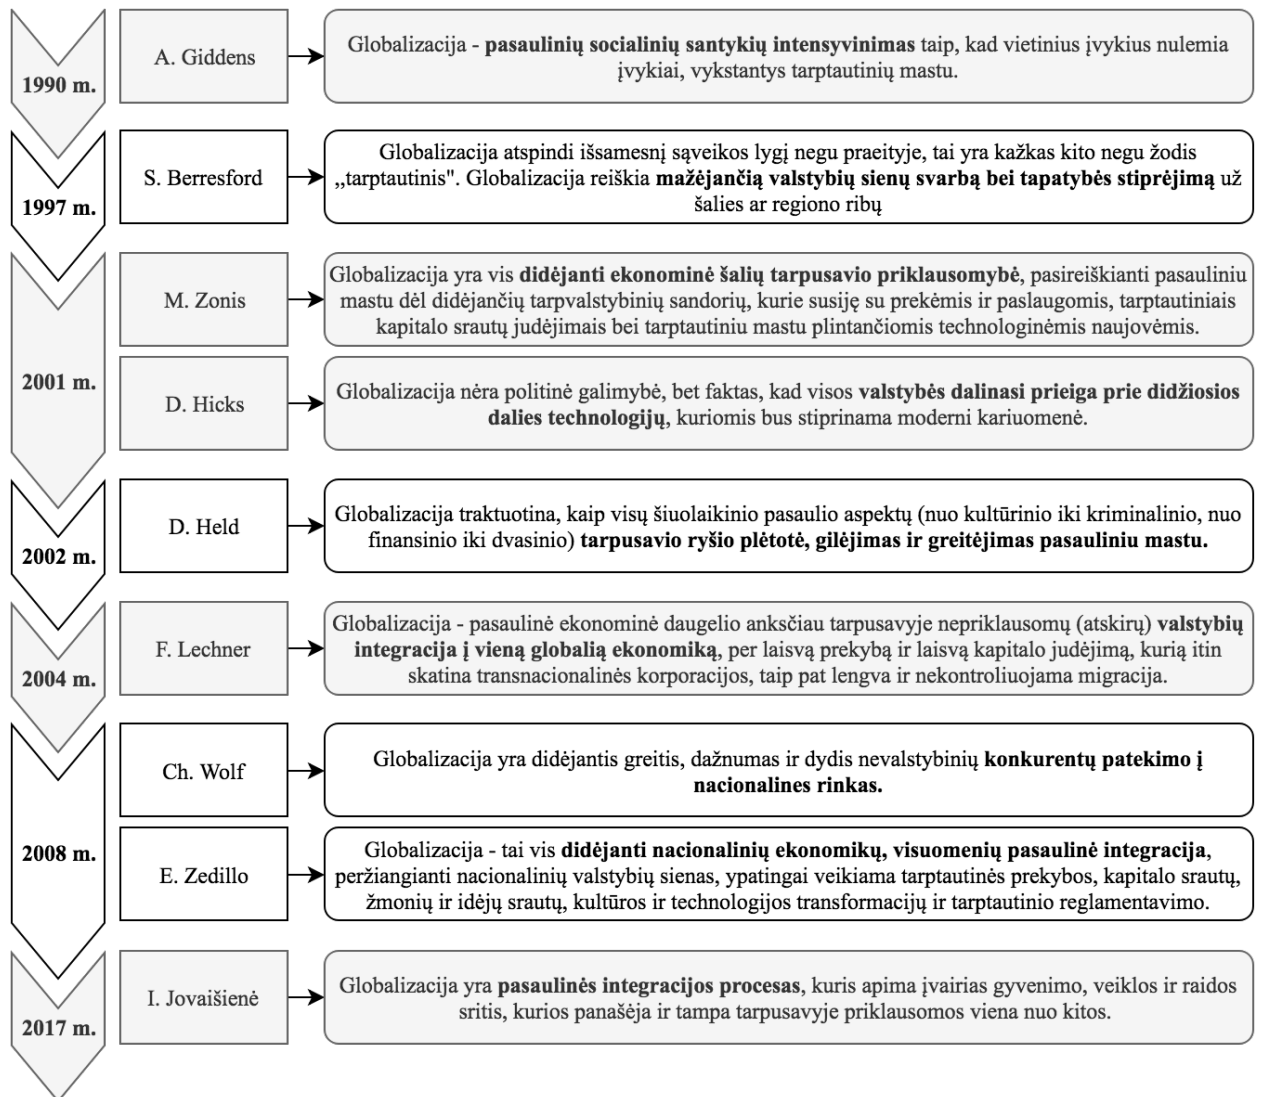 A. Giddens
Globalizacija - pasaulinių socialinių santykių intensyvinimas taip, kad vietinius įvykius nulemia
įvykiai, vykstantys tarptautinių mastu.
1990 m.
S. Berresford
Globalizacija atspindi išsamesnį sąveikos lygį negu praeityje, tai yra kažkas kito negu žodis
,,tarptautinis". Globalizacija reiškia mažėjančią valstybių sienų svarbą bei tapatybės stiprėjimą už
šalies ar regiono ribų
1997 m.
M. Zonis
Globalizacija yra vis didėjanti ekonominė šalių tarpusavio priklausomybė, pasireiškianti pasauliniu
mastu dėl didėjančių tarpvalstybinių sandorių, kurie susiję su prekėmis ir paslaugomis, tarptautiniais
kapitalo srautų judėjimais bei tarptautiniu mastu plintančiomis technologinėmis naujovėmis.
2001 m.
D. Hicks
Globalizacija nėra politinė galimybė, bet faktas, kad visos valstybės dalinasi prieiga prie didžiosios
dalies technologijų, kuriomis bus stiprinama moderni kariuomenė.
D. Held
Globalizacija traktuotina, kaip visų šiuolaikinio pasaulio aspektų (nuo kultūrinio iki kriminalinio, nuo
finansinio iki dvasinio) tarpusavio ryšio plėtotė, gilėjimas ir greitėjimas pasauliniu mastu.
2002 m.
F. Lechner
Globalizacija - pasaulinė ekonominė daugelio anksčiau tarpusavyje nepriklausomų (atskirų) valstybių
integracija į vieną globalią ekonomiką, per laisvą prekybą ir laisvą kapitalo judėjimą, kurią itin
skatina transnacionalinės korporacijos, taip pat lengva ir nekontroliuojama migracija.
2004 m.
Ch. Wolf
Globalizacija yra didėjantis greitis, dažnumas ir dydis nevalstybinių konkurentų patekimo į
nacionalines rinkas.
2008 m.
E. Zedillo
Globalizacija - tai vis didėjanti nacionalinių ekonomikų, visuomenių pasaulinė integracija,
peržiangianti nacionalinių valstybių sienas, ypatingai veikiama tarptautinės prekybos, kapitalo srautų,
žmonių ir idėjų srautų, kultūros ir technologijos transformacijų ir tarptautinio reglamentavimo.
I. Jovaišienė
Globalizacija yra pasaulinės integracijos procesas, kuris apima įvairias gyvenimo, veiklos ir raidos
sritis, kurios panašėja ir tampa tarpusavyje priklausomos viena nuo kitos.
2017 m.